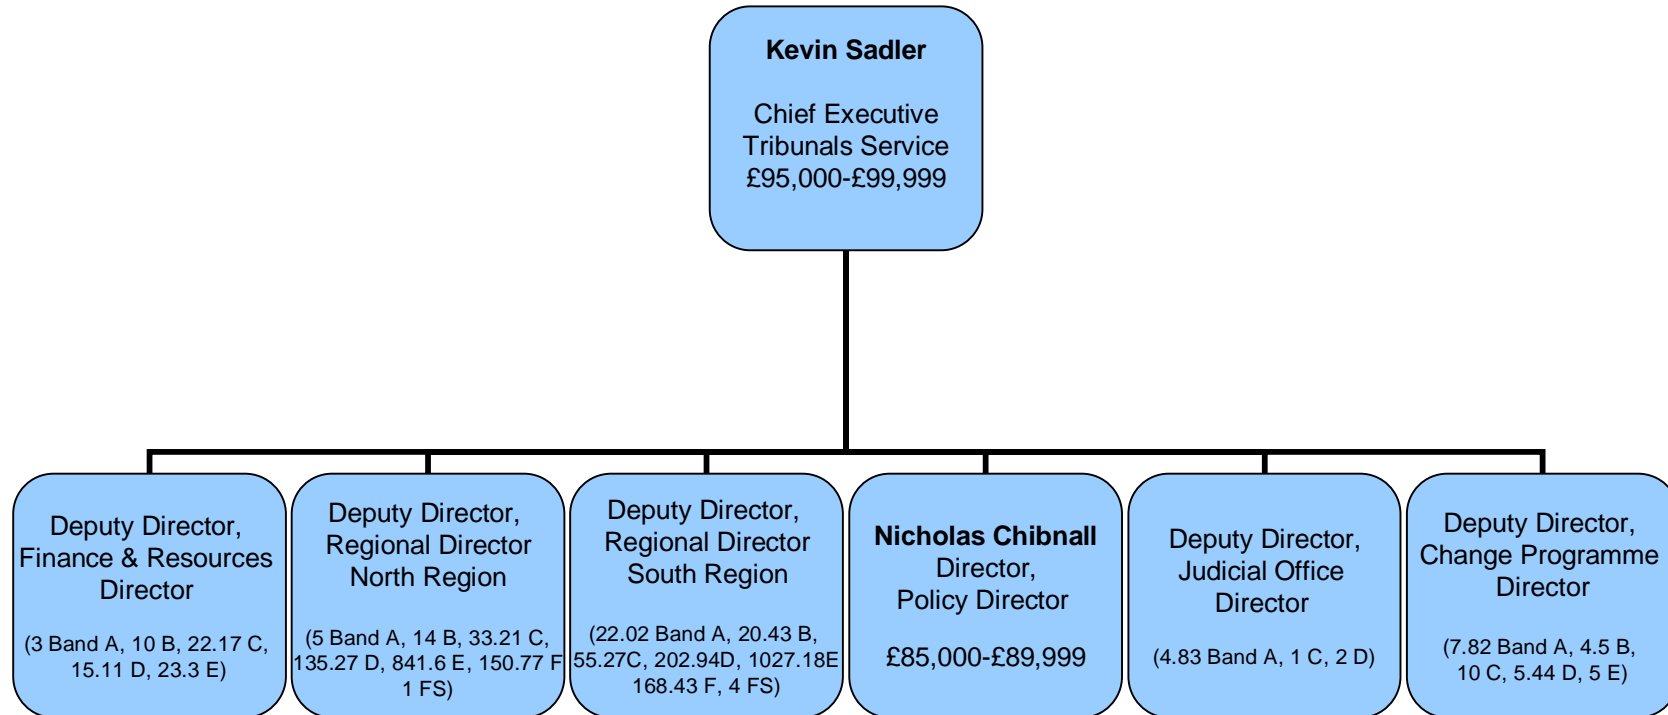 Kevin Sadler
Chief Executive
Tribunals Service
£95,000-£99,999
Deputy Director,
Finance & Resources
Director
(3 Band A, 10 B, 22.17 C,
15.11 D, 23.3 E)
Deputy Director,
Regional Director
North Region
(5 Band A, 14 B, 33.21 C,
135.27 D, 841.6 E, 150.77 F
1 FS)
Deputy Director,
Regional Director
South Region
(22.02 Band A, 20.43 B,
55.27C, 202.94D, 1027.18E
168.43 F, 4 FS)
Nicholas Chibnall
Director,
Policy Director
£85,000-£89,999
Deputy Director,
Judicial Office
Director
(4.83 Band A, 1 C, 2 D)
Deputy Director,
Change Programme
Director
(7.82 Band A, 4.5 B,
10 C, 5.44 D, 5 E)